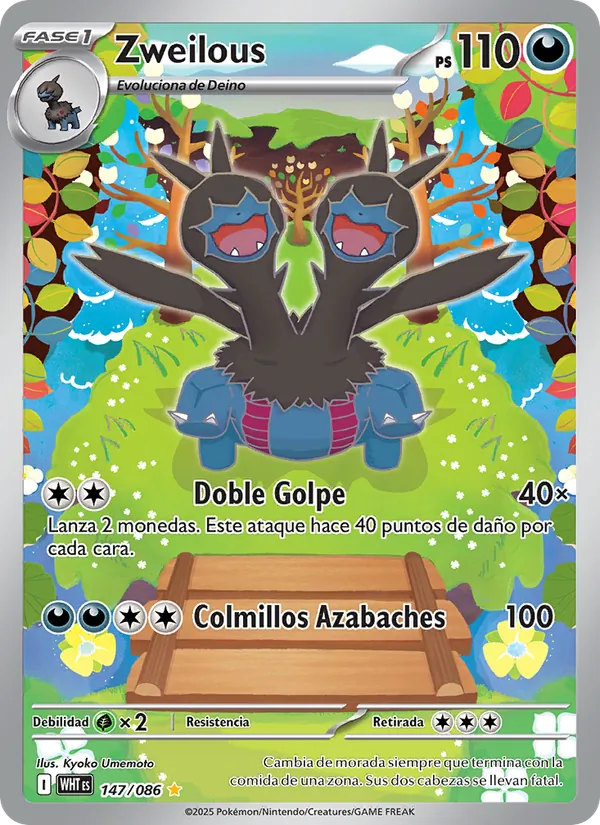 FASE 1
Zweilous
PS 110
Evoluciona de Deino
Doble Golpe 40×
Lanza 2 monedas. Este ataque hace 40 puntos de daño por
cada cara.
Colmillos Azabaches 100
Debilidad ×2 Resistencia Retirada
Ilus. Kyoko Umemoto
Cambia de morada siempre que termina con la
comida de una zona. Sus dos cabezas se llevan fatal.
I WHT ES 147/086
©2025 Pokémon/Nintendo/Creatures/GAME FREAK